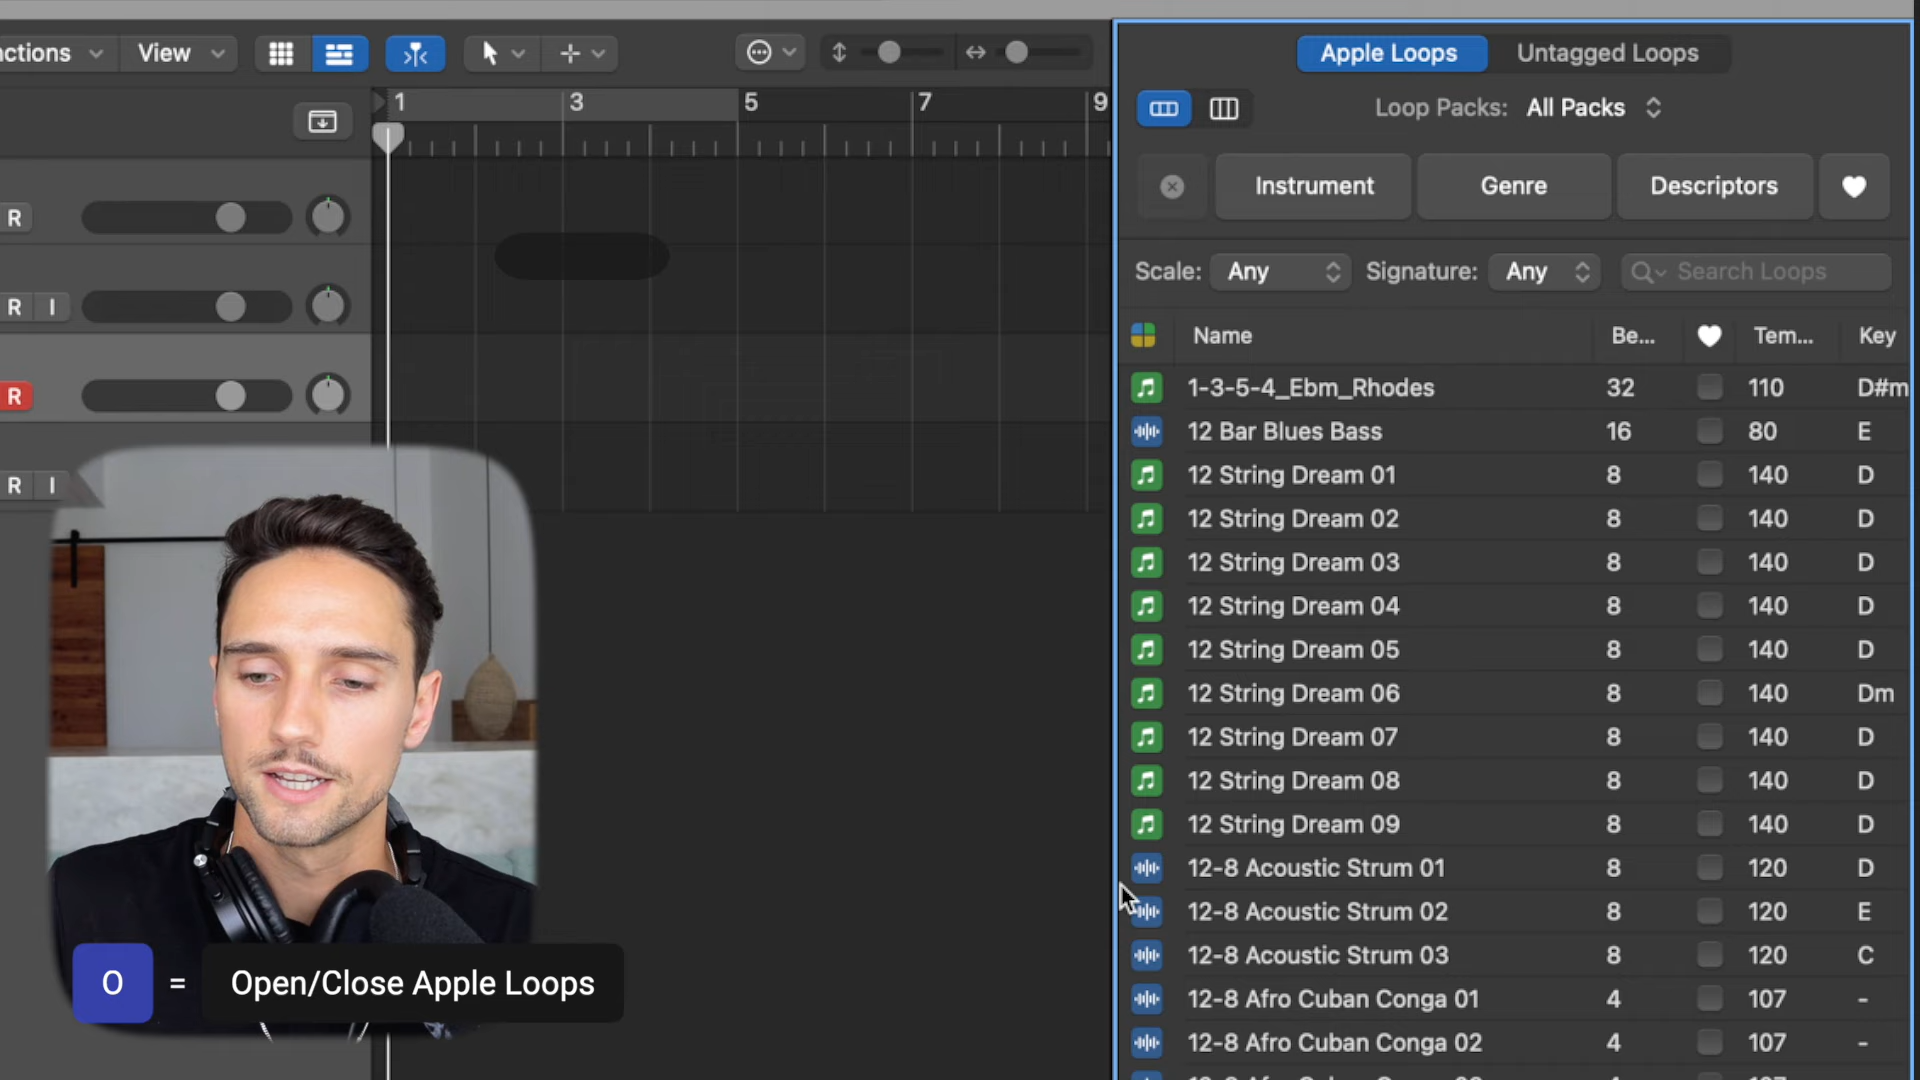 ctions View
1 3 5 7 9
R
R I
R
R I
O = Open/Close Apple Loops
Apple Loops Untagged Loops
Loop Packs: All Packs
Instrument Genre Descriptors
Scale: Any Signature: Any Search Loops
Name Be... Tem... Key
1-3-5-4_Ebm_Rhodes 32 110 D#m
12 Bar Blues Bass 16 80 E
12 String Dream 01 8 140 D
12 String Dream 02 8 140 D
12 String Dream 03 8 140 D
12 String Dream 04 8 140 D
12 String Dream 05 8 140 D
12 String Dream 06 8 140 Dm
12 String Dream 07 8 140 D
12 String Dream 08 8 140 D
12 String Dream 09 8 140 D
12-8 Acoustic Strum 01 8 120 D
12-8 Acoustic Strum 02 8 120 E
12-8 Acoustic Strum 03 8 120 C
12-8 Afro Cuban Conga 01 4 107 -
12-8 Afro Cuban Conga 02 4 107 -